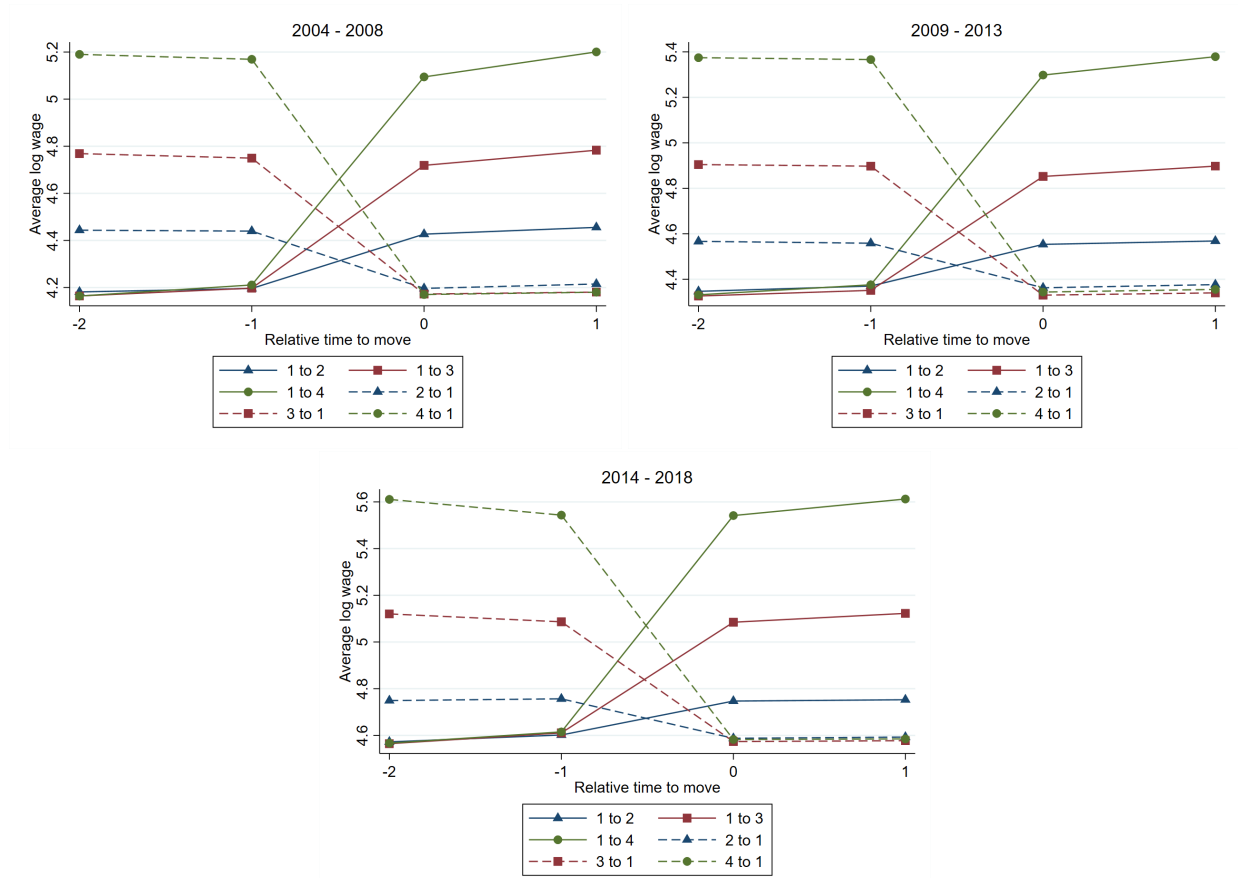 2004 - 2008
Average log wage
5.2
5
4.8
4.6
4.4
4.2
-2 -1 0 1
Relative time to move
1 to 2 1 to 3
1 to 4 2 to 1
3 to 1 4 to 1
2009 - 2013
Average log wage
5.4
5.2
5
4.8
4.6
4.4
-2 -1 0 1
Relative time to move
1 to 2 1 to 3
1 to 4 2 to 1
3 to 1 4 to 1
2014 - 2018
Average log wage
5.6
5.4
5.2
5
4.8
4.6
-2 -1 0 1
Relative time to move
1 to 2 1 to 3
1 to 4 2 to 1
3 to 1 4 to 1